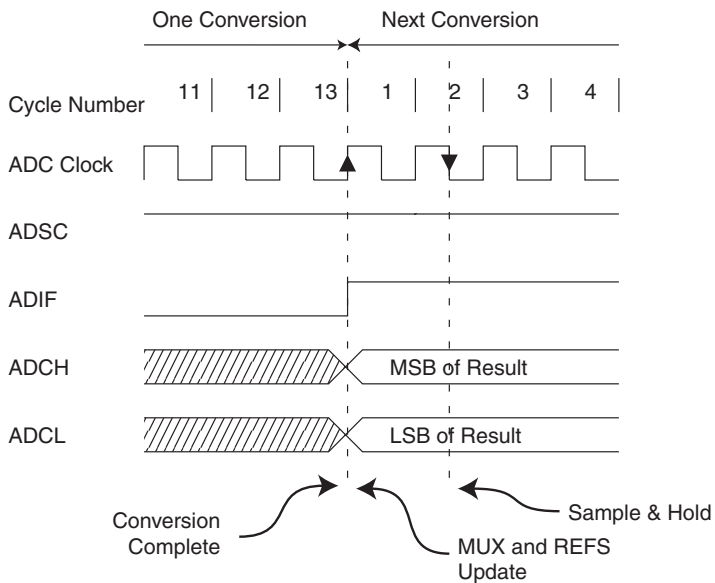 One Conversion Next Conversion
Cycle Number 11 12 13 1 2 3 4
ADC Clock
ADSC
ADIF
ADCH MSB of Result
ADCL LSB of Result
Sample & Hold
Conversion
Complete
MUX and REFS
Update